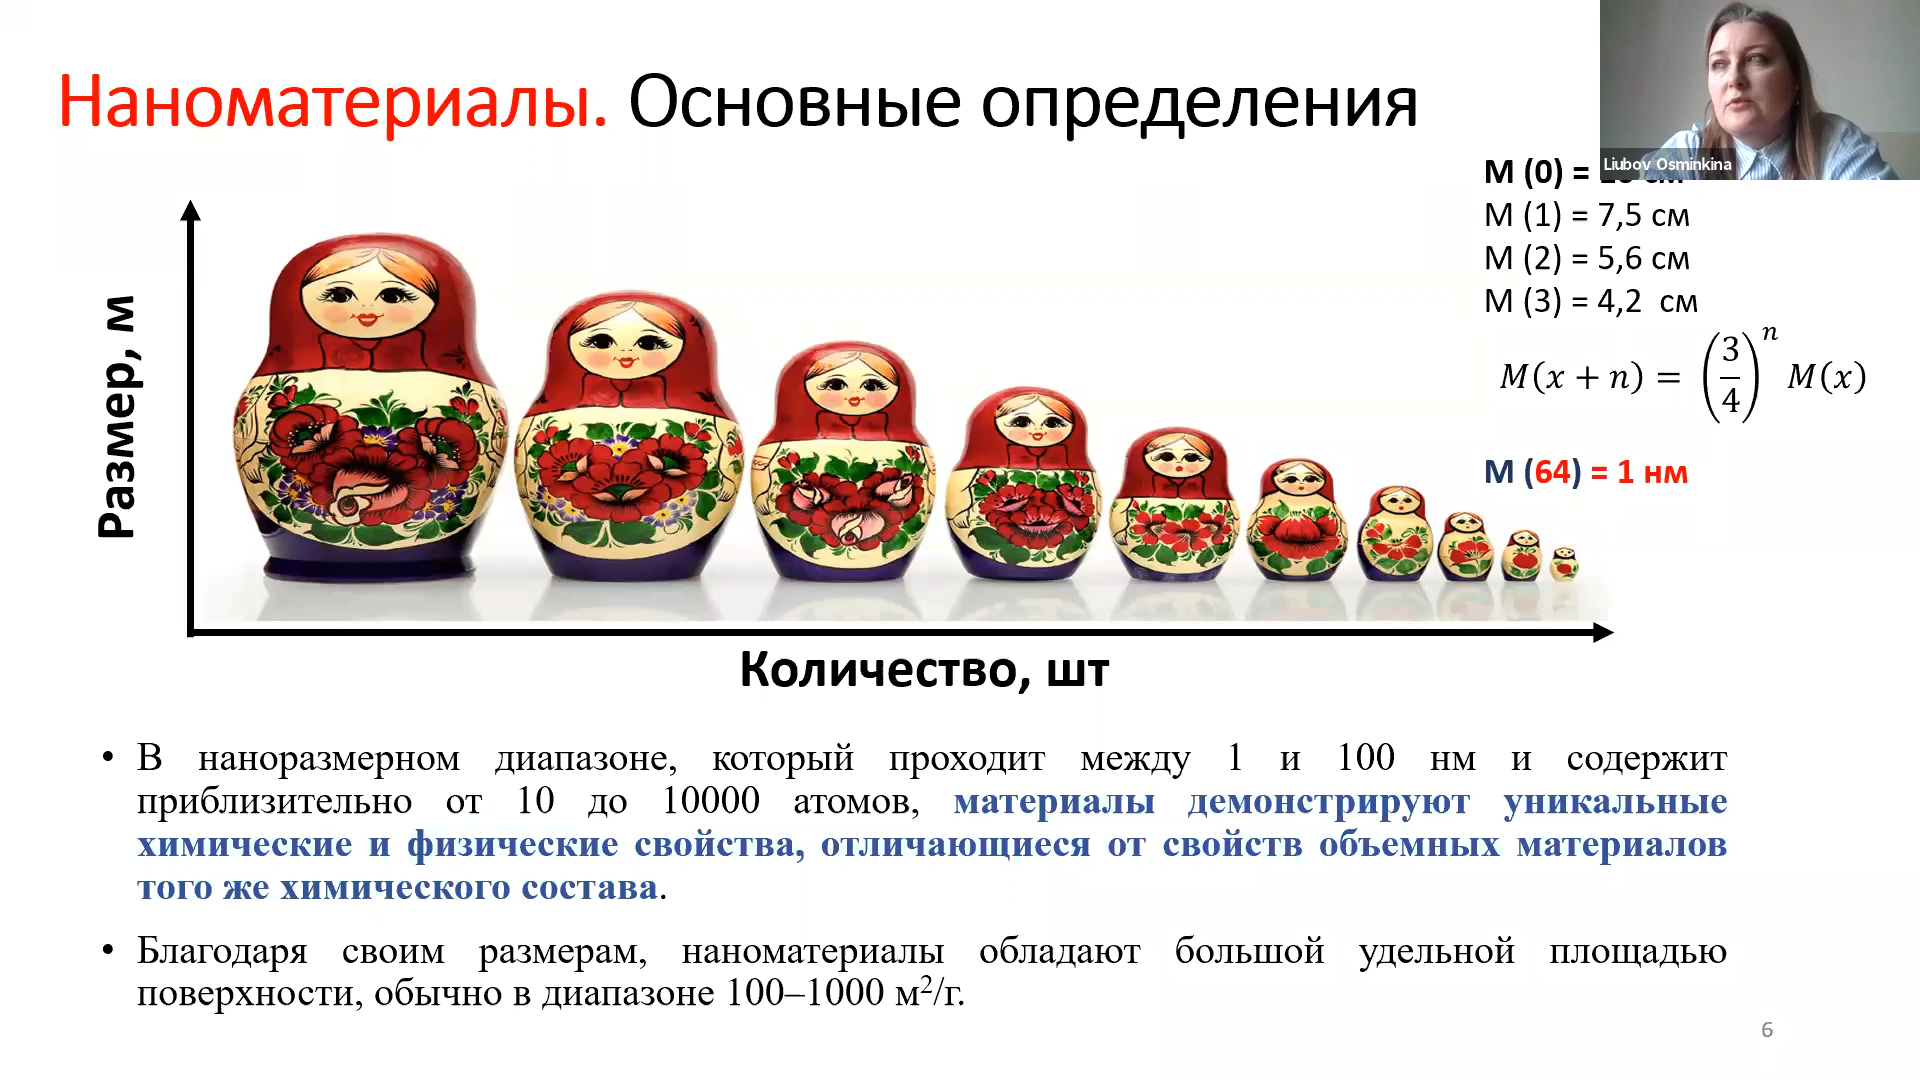 Наноматериалы. Основные определения
Liubov Osminkina
М (0) =
М (1) = 7,5 см
М (2) = 5,6 см
М (3) = 4,2 см
M(x + n) = (3/4)^n M(x)
М (64) = 1 нм
Размер, м
Количество, шт
• В наноразмерном диапазоне, который проходит между 1 и 100 нм и содержит
приблизительно от 10 до 10000 атомов, материалы демонстрируют уникальные
химические и физические свойства, отличающиеся от свойств объемных материалов
того же химического состава.
• Благодаря своим размерам, наноматериалы обладают большой удельной площадью
поверхности, обычно в диапазоне 100–1000 м²/г.
6